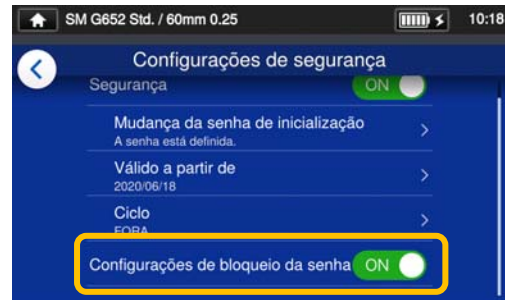 SM G652 Std. / 60mm 0.25 10:18
Configurações de segurança
Segurança ON
Mudança da senha de inicialização
A senha está definida.
Válido a partir de
2020/06/18
Ciclo
FORA
Configurações de bloqueio da senha ON